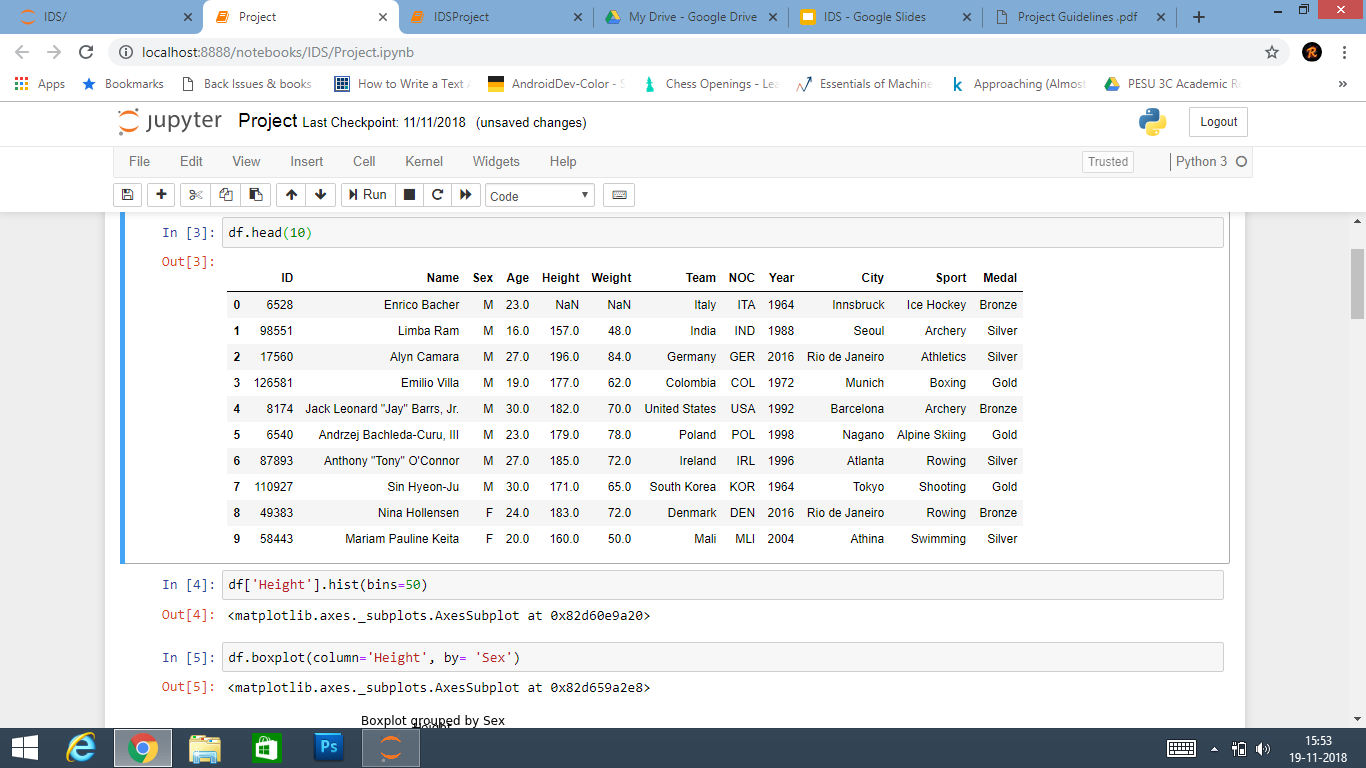 IDS/ Project IDSProject My Drive - Google Drive IDS - Google Slides Project Guidelines .pdf
localhost:8888/notebooks/IDS/Project.ipynb
Apps Bookmarks Back Issues & books How to Write a Text AndroidDev-Color - Chess Openings - Lea Essentials of Machine Approaching (Almost PESU 3C Academic R
jupyter Project Last Checkpoint: 11/11/2018 (unsaved changes) Logout
File Edit View Insert Cell Kernel Widgets Help Trusted Python 3
Run Code
In [3]: df.head(10)
Out[3]:
ID Name Sex Age Height Weight Team NOC Year City Sport Medal
0 6528 Enrico Bacher M 23.0 NaN NaN Italy ITA 1964 Innsbruck Ice Hockey Bronze
1 98551 Limba Ram M 16.0 157.0 48.0 India IND 1988 Seoul Archery Silver
2 17560 Alyn Camara M 27.0 196.0 84.0 Germany GER 2016 Rio de Janeiro Athletics Silver
3 126581 Emilio Villa M 19.0 177.0 62.0 Colombia COL 1972 Munich Boxing Gold
4 8174 Jack Leonard "Jay" Barrs, Jr. M 30.0 182.0 70.0 United States USA 1992 Barcelona Archery Bronze
5 6540 Andrzej Bachleda-Curu, III M 23.0 179.0 78.0 Poland POL 1998 Nagano Alpine Skiing Gold
6 87893 Anthony "Tony" O'Connor M 27.0 185.0 72.0 Ireland IRL 1996 Atlanta Rowing Silver
7 110927 Sin Hyeon-Ju M 30.0 171.0 65.0 South Korea KOR 1964 Tokyo Shooting Gold
8 49383 Nina Hollensen F 24.0 183.0 72.0 Denmark DEN 2016 Rio de Janeiro Rowing Bronze
9 58443 Mariam Pauline Keita F 20.0 160.0 50.0 Mali MLI 2004 Athina Swimming Silver
In [4]: df['Height'].hist(bins=50)
Out[4]: <matplotlib.axes._subplots.AxesSubplot at 0x82d60e9a20>
In [5]: df.boxplot(column='Height', by= 'Sex')
Out[5]: <matplotlib.axes._subplots.AxesSubplot at 0x82d659a2e8>
Boxplot grouped by Sex
Height
Ps 15:53
19-11-2018